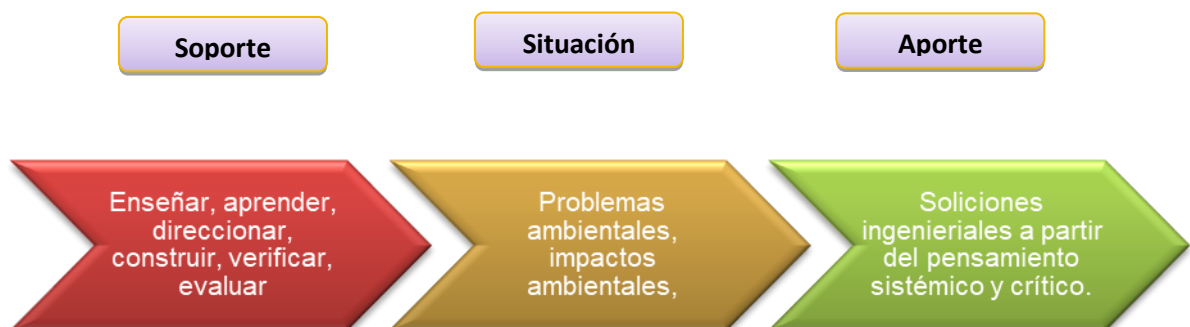 Soporte
Situación
Aporte
Enseñar, aprender,
direccionar,
construir, verificar,
evaluar
Problemas
ambientales,
impactos
ambientales,
Soliciones
ingenieriales a partir
del pensamiento
sistémico y crítico.